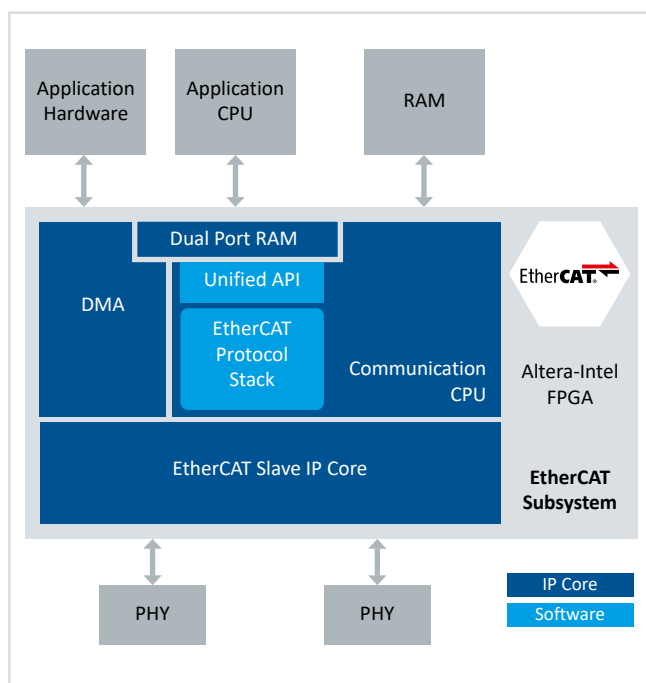 Application
Hardware
Application
CPU
RAM
Dual Port RAM
Unified API
DMA
EtherCAT
Protocol
Stack
Communication
CPU
EtherCAT®
Altera-Intel
FPGA
EtherCAT Slave IP Core
EtherCAT
Subsystem
PHY
PHY
IP Core
Software